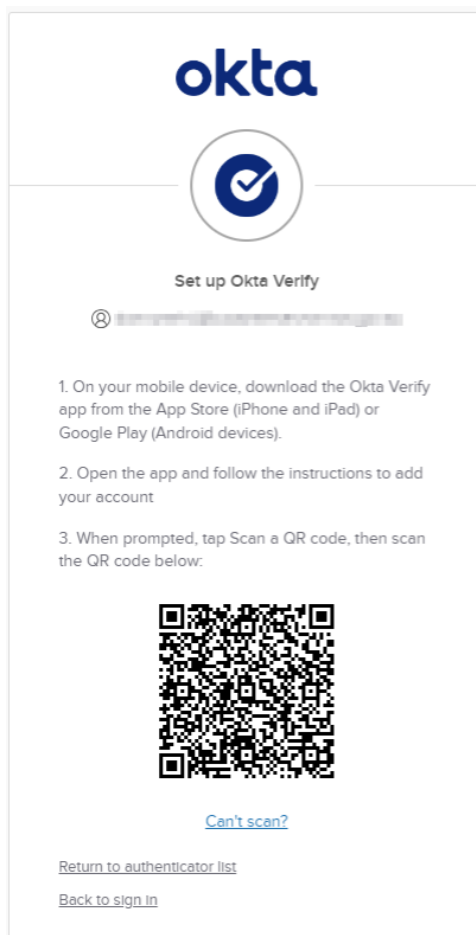 okta
Set up Okta Verify
1. On your mobile device, download the Okta Verify
app from the App Store (iPhone and iPad) or
Google Play (Android devices).
2. Open the app and follow the instructions to add
your account
3. When prompted, tap Scan a QR code, then scan
the QR code below:
Can't scan?
Return to authenticator list
Back to sign in